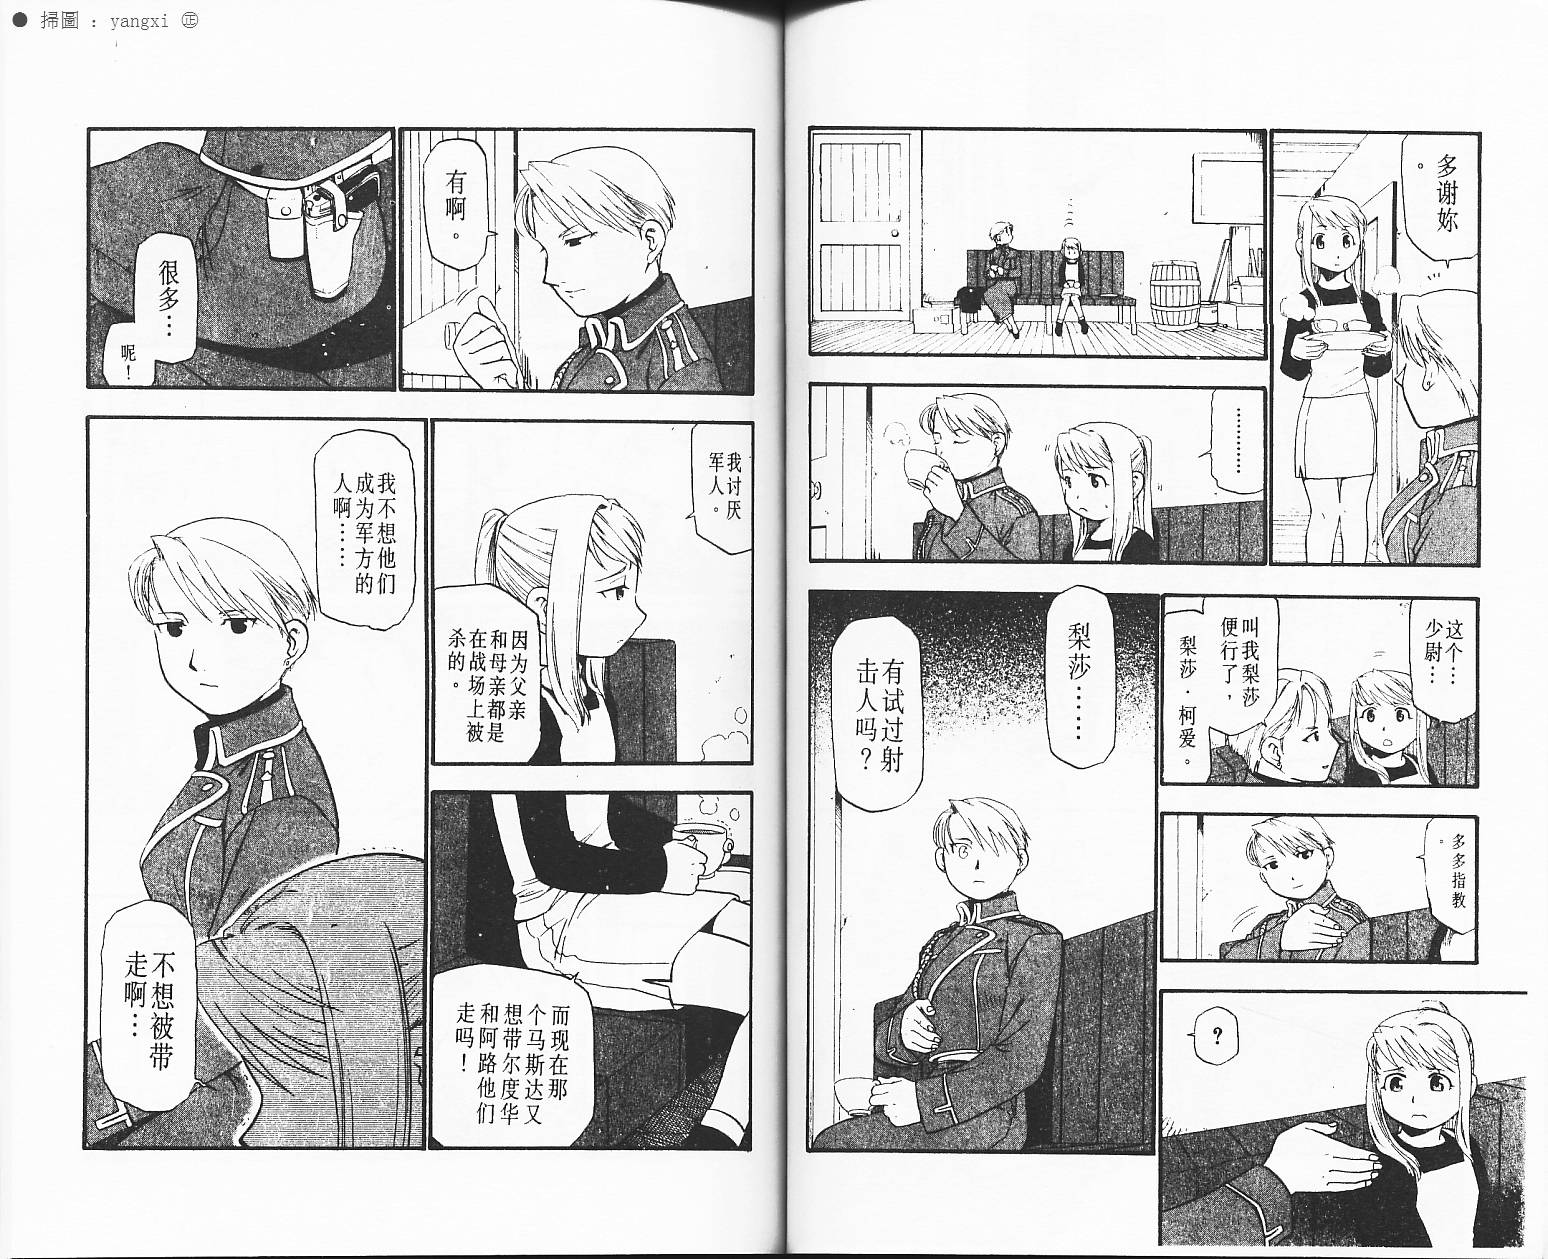 ● 掃圖 : yangxi ㊣
多谢妳
。
………
这个…
少尉…
叫我梨莎
便行了，
梨莎·柯爱。
多多指教
。
?
梨莎……
有试过射
击人吗？
有啊。
很多…
呢！
我讨厌
军人。
因为父亲
和母亲都是
在战场上被
杀的。
而现在那
个马斯达又
想带尔度华
和阿路他们
走吗！
我不想他们
成为军方的
人啊……
不想被带
走啊…